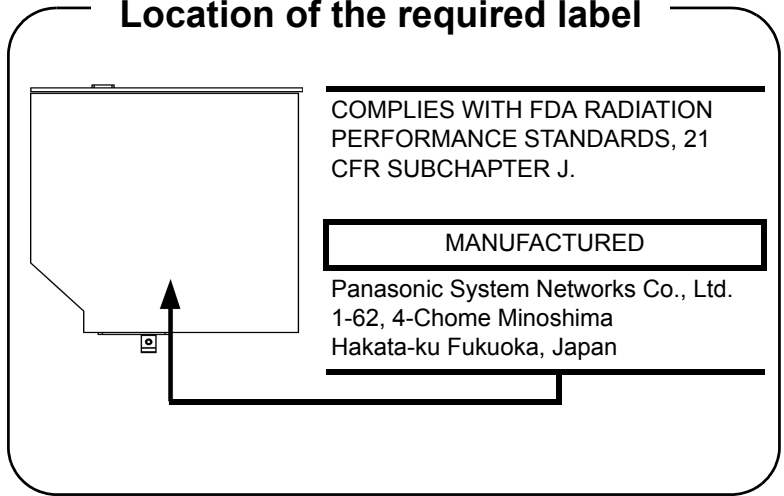 Location of the required label
COMPLIES WITH FDA RADIATION
PERFORMANCE STANDARDS, 21
CFR SUBCHAPTER J.
MANUFACTURED
Panasonic System Networks Co., Ltd.
1-62, 4-Chome Minoshima
Hakata-ku Fukuoka, Japan